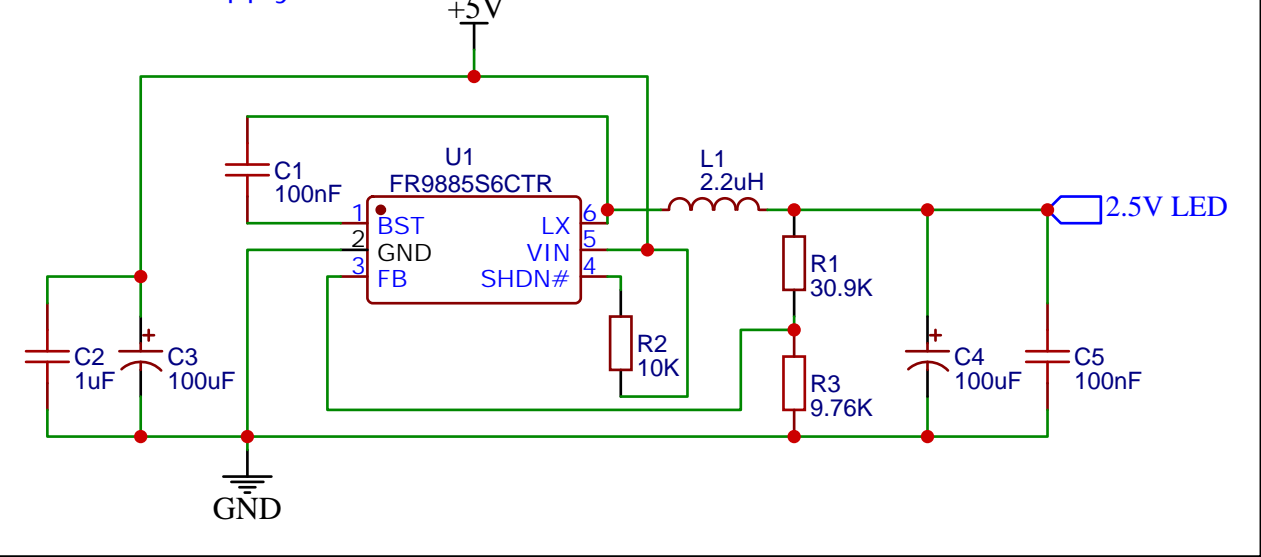 +5V
U1
FR9885S6CTR
C1
100nF
L1
2.2uH
1
BST
2
GND
3
FB
LX
6
VIN
5
SHDN#
4
2.5V LED
R1
30.9K
R2
10K
R3
9.76K
C2
1uF
+
C3
100uF
+
C4
100uF
C5
100nF
GND